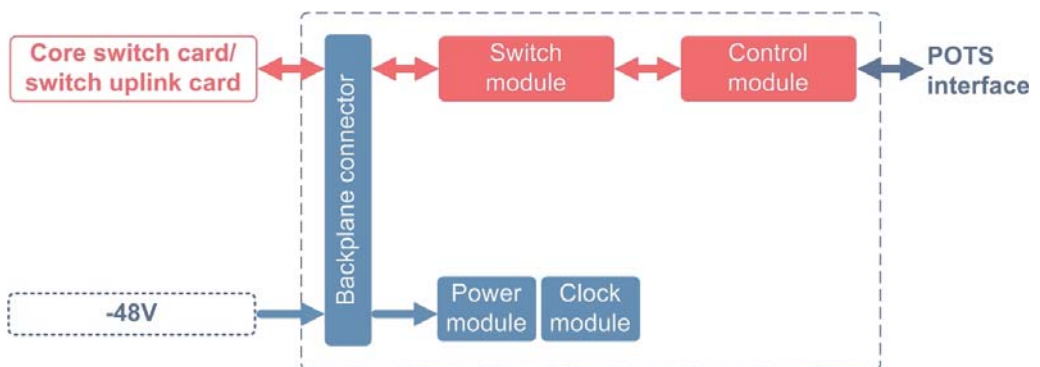 Core switch card/
switch uplink card
Backplane connector
Switch
module
Control
module
POTS
interface
-48V
Power
module
Clock
module